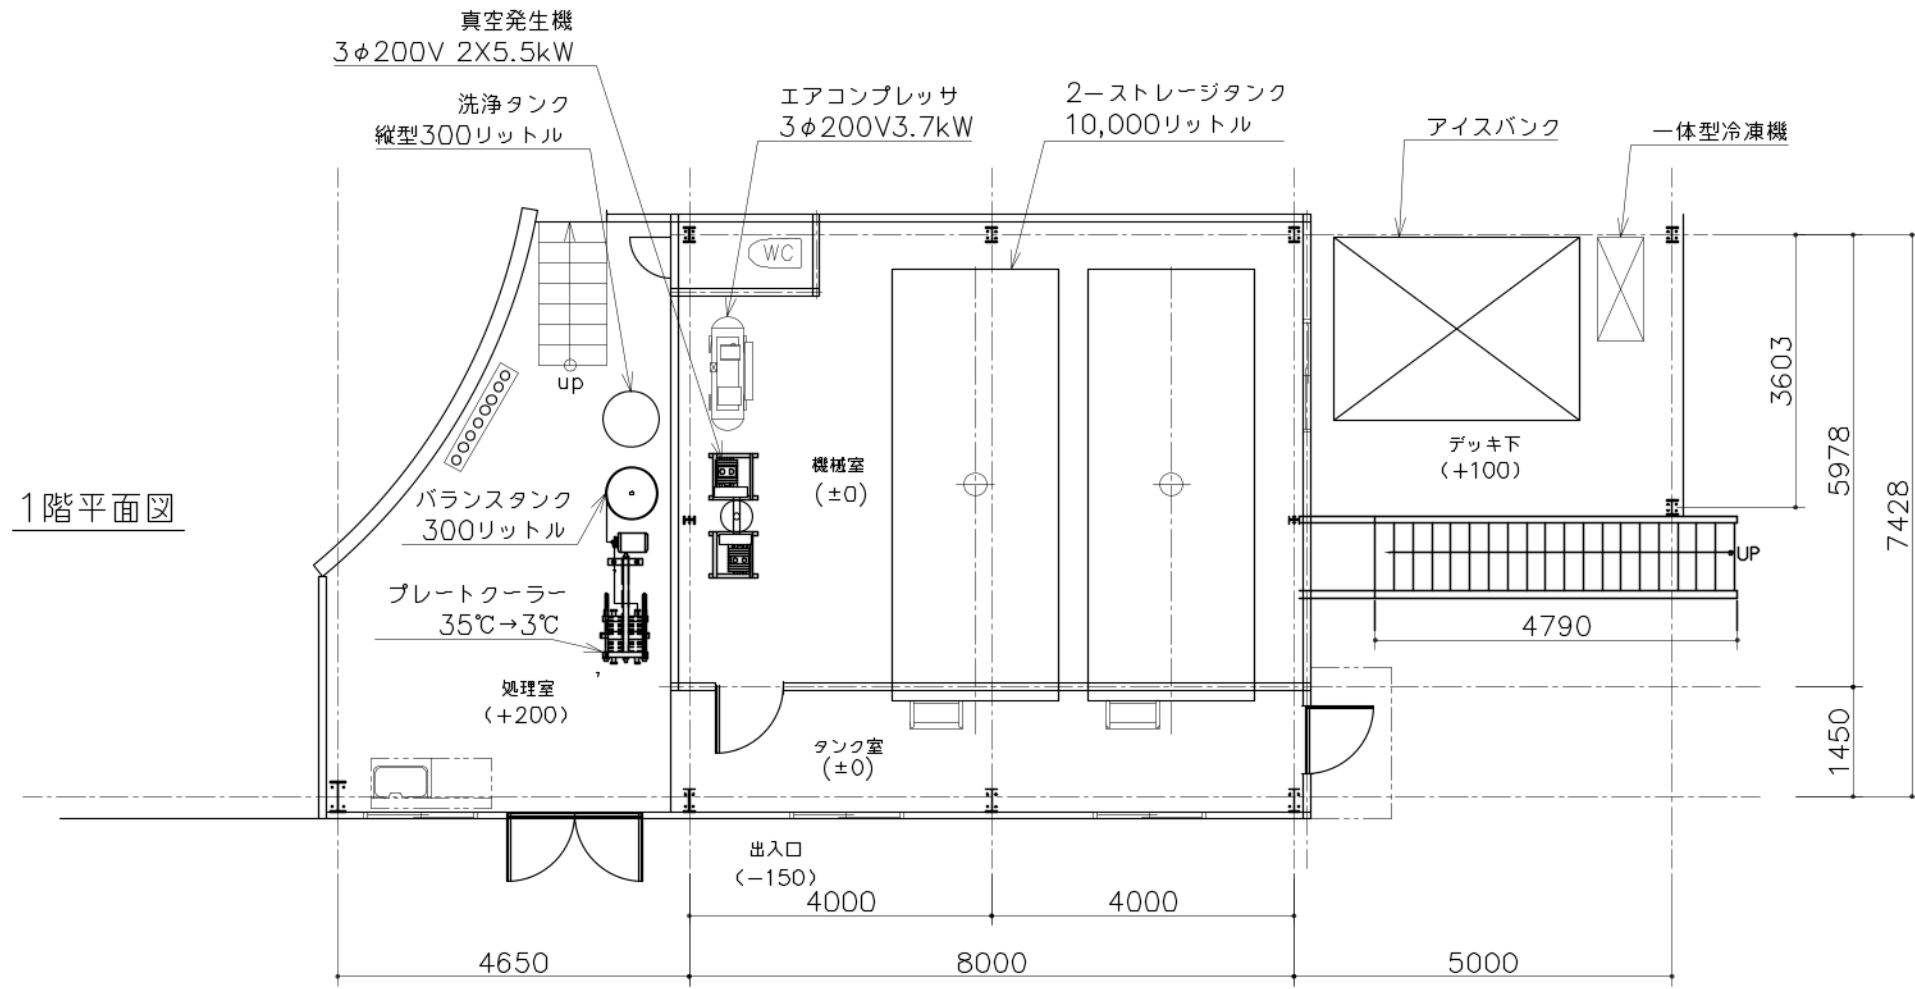 真空発生機
3φ200V 2X5.5kW
洗浄タンク
縦型300リットル
エアコンプレッサ
3φ200V3.7kW
2ーストレージタンク
10,000リットル
アイスバンク
一体型冷凍機
WC
up
機械室
(±0)
デッキ下
(+100)
3603
5978
7428
1階平面図
バランスタンク
300リットル
UP
プレートクーラー
35℃→3℃
4790
処理室
(+200)
タンク室
(±0)
1450
出入口
(−150)
4000
4000
4650
8000
5000